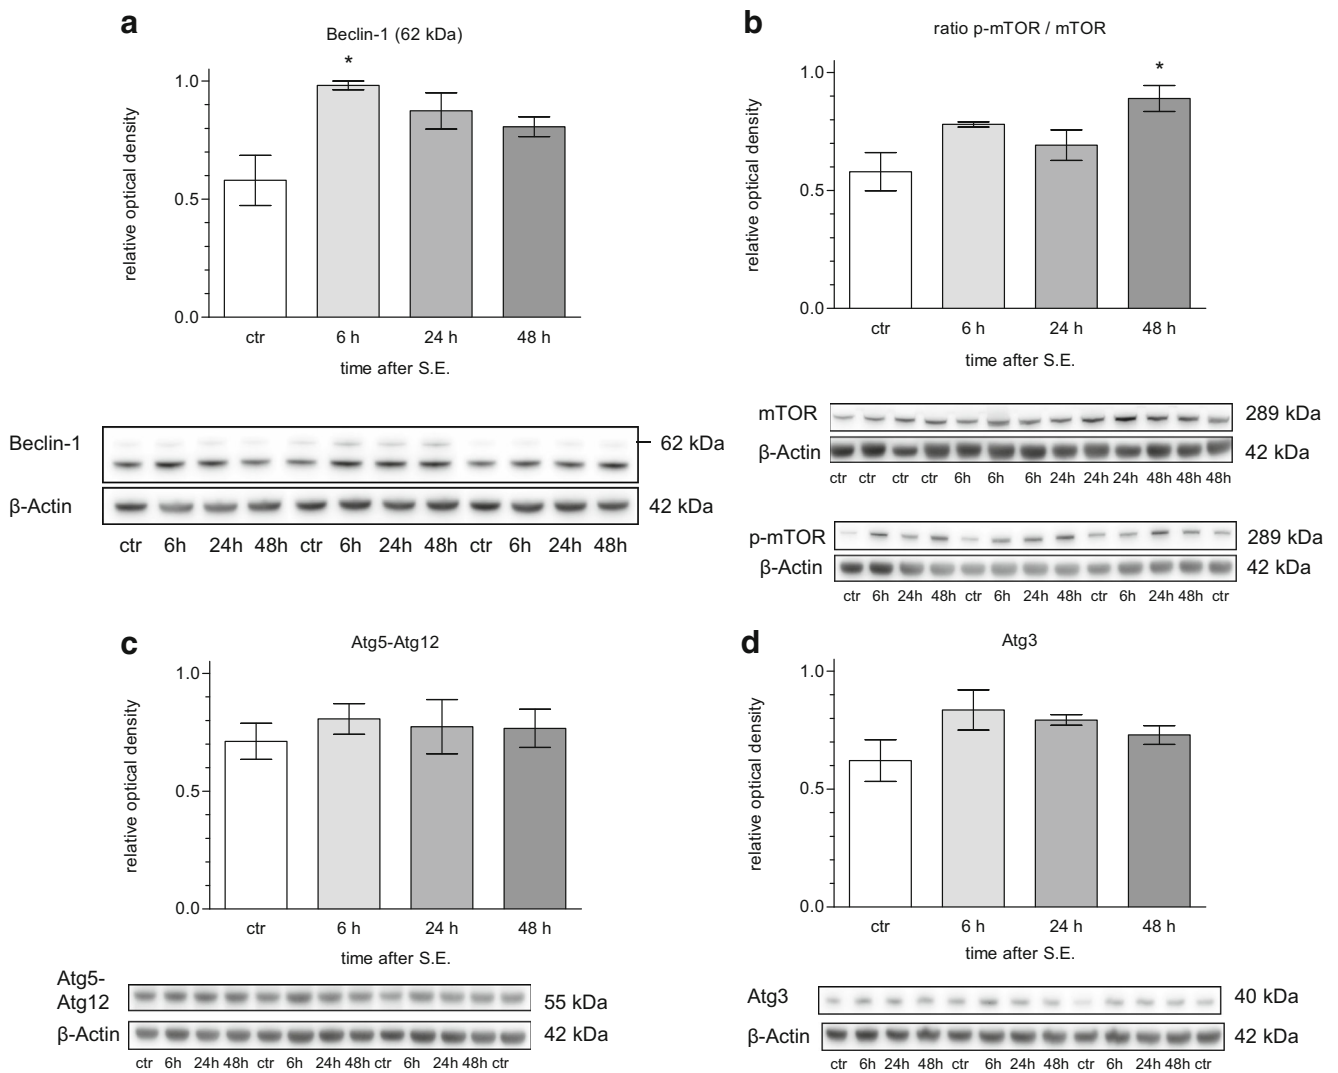 a
Beclin-1 (62 kDa)
*
1.0
0.5
0.0
relative optical density
ctr 6 h 24 h 48 h
time after S.E.
Beclin-1
62 kDa
β-Actin
42 kDa
ctr 6h 24h 48h ctr 6h 24h 48h ctr 6h 24h 48h
b
ratio p-mTOR / mTOR
*
1.0
0.5
0.0
relative optical density
ctr 6 h 24 h 48 h
time after S.E.
mTOR
289 kDa
β-Actin
42 kDa
ctr ctr ctr ctr 6h 6h 6h 24h 24h 24h 48h 48h 48h
p-mTOR
289 kDa
β-Actin
42 kDa
ctr 6h 24h 48h ctr 6h 24h 48h ctr 6h 24h 48h ctr
c
Atg5-Atg12
1.0
0.5
0.0
relative optical density
ctr 6 h 24 h 48 h
time after S.E.
Atg5-
Atg12
55 kDa
β-Actin
42 kDa
ctr 6h 24h 48h ctr 6h 24h 48h ctr 6h 24h 48h ctr
d
Atg3
1.0
0.5
0.0
relative optical density
ctr 6 h 24 h 48 h
time after S.E.
Atg3
40 kDa
β-Actin
42 kDa
ctr 6h 24h 48h ctr 6h 24h 48h ctr 6h 24h 48h ctr